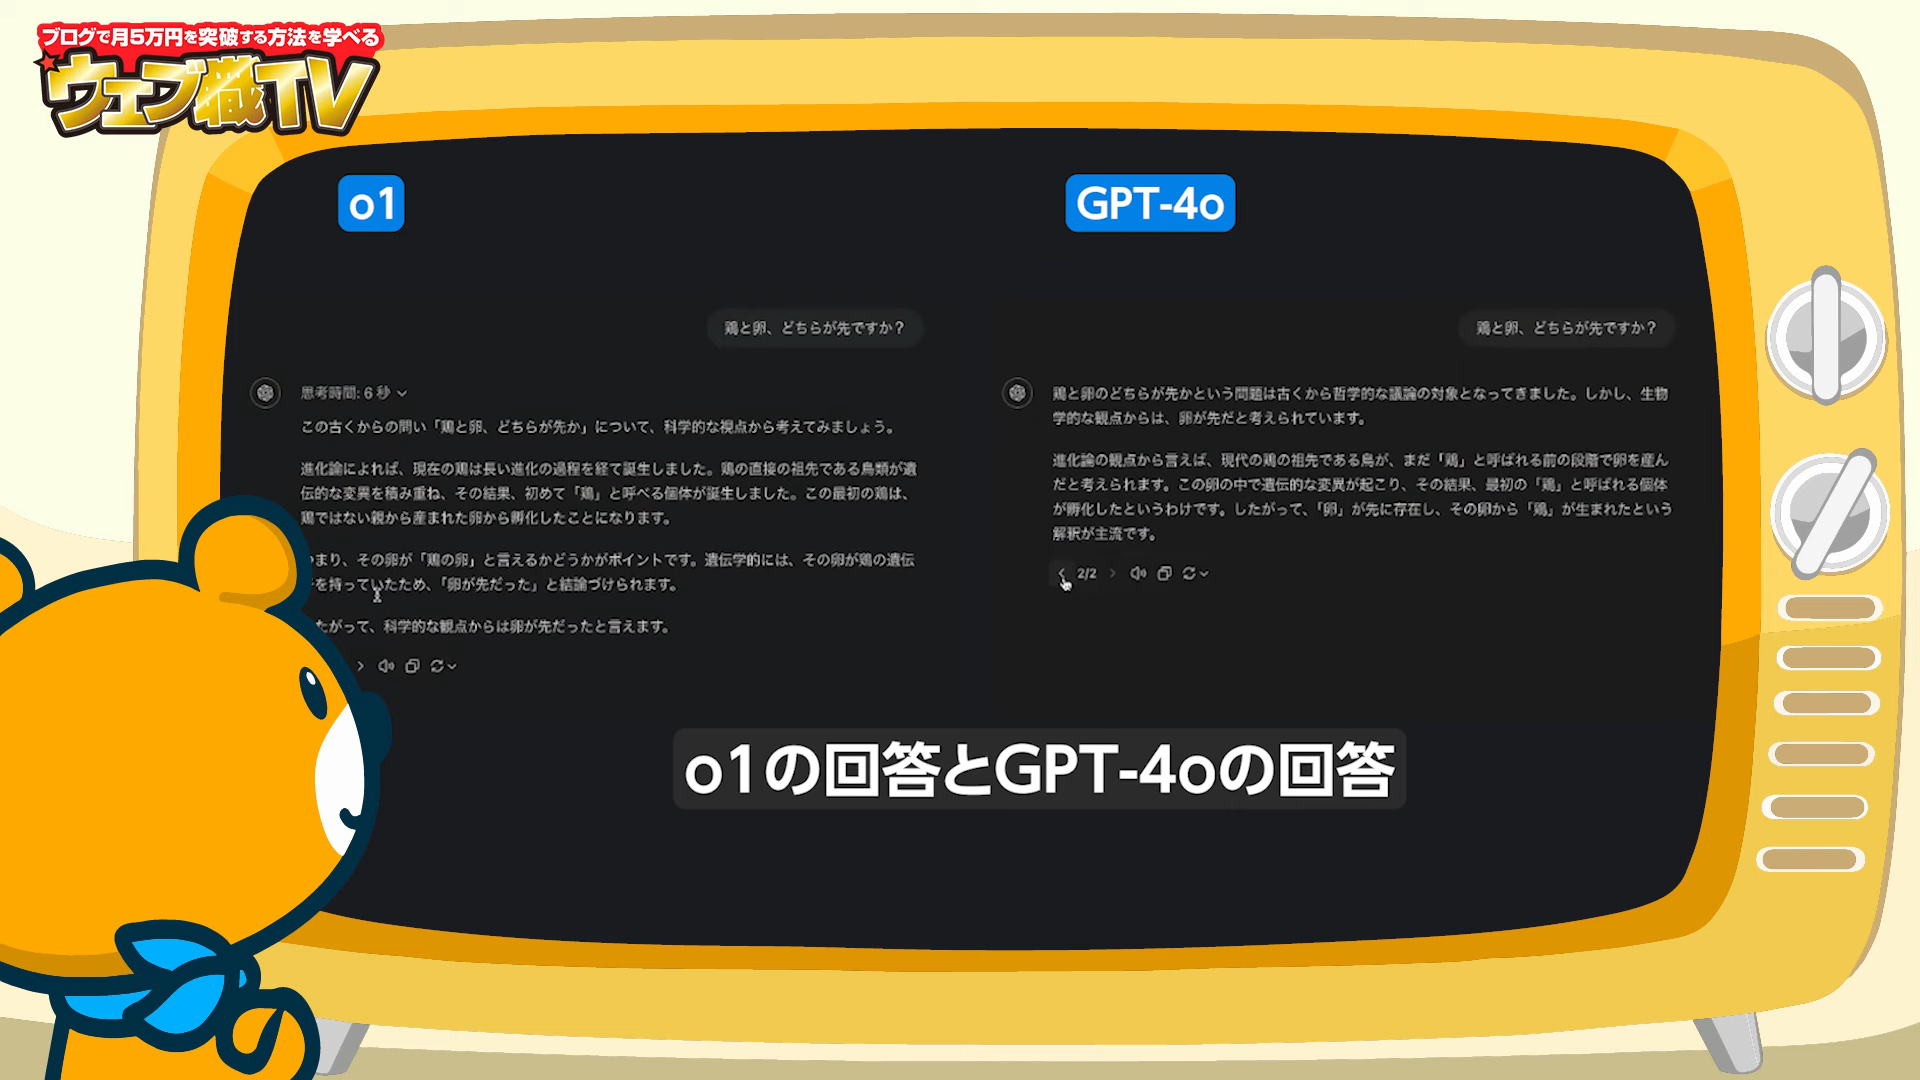 ブログで月5万円を突破する方法を学べる
ウェブ職TV
o1
鶏と卵、どちらが先ですか？
思考時間: 6 秒
この古くからの問い「鶏と卵、どちらが先か」について、科学的な視点から考えてみましょう。
進化論によれば、現在の鶏は長い進化の過程を経て誕生しました。鶏の直接の祖先である鳥類が遺
伝的な変異を積み重ね、その結果、初めて「鶏」と呼べる個体が誕生しました。この最初の鶏は、
鶏ではない親から産まれた卵から孵化したことになります。
まり、その卵が「鶏の卵」と言えるかどうかがポイントです。遺伝学的には、その卵が鶏の遺伝
を持っていたため、「卵が先だった」と結論づけられます。
たがって、科学的な観点からは卵が先だったと言えます。
GPT-4o
鶏と卵、どちらが先ですか？
鶏と卵のどちらが先かという問題は古くから哲学的な議論の対象となってきました。しかし、生物
学的な観点からは、卵が先だと考えられています。
進化論の観点から言えば、現代の鶏の祖先である鳥が、まだ「鶏」と呼ばれる前の段階で卵を産ん
だと考えられます。この卵の中で遺伝的な変異が起こり、その結果、最初の「鶏」と呼ばれる個体
が孵化したというわけです。したがって、「卵」が先に存在し、その卵から「鶏」が生まれたという
解釈が主流です。
2/2
o1の回答とGPT-4oの回答